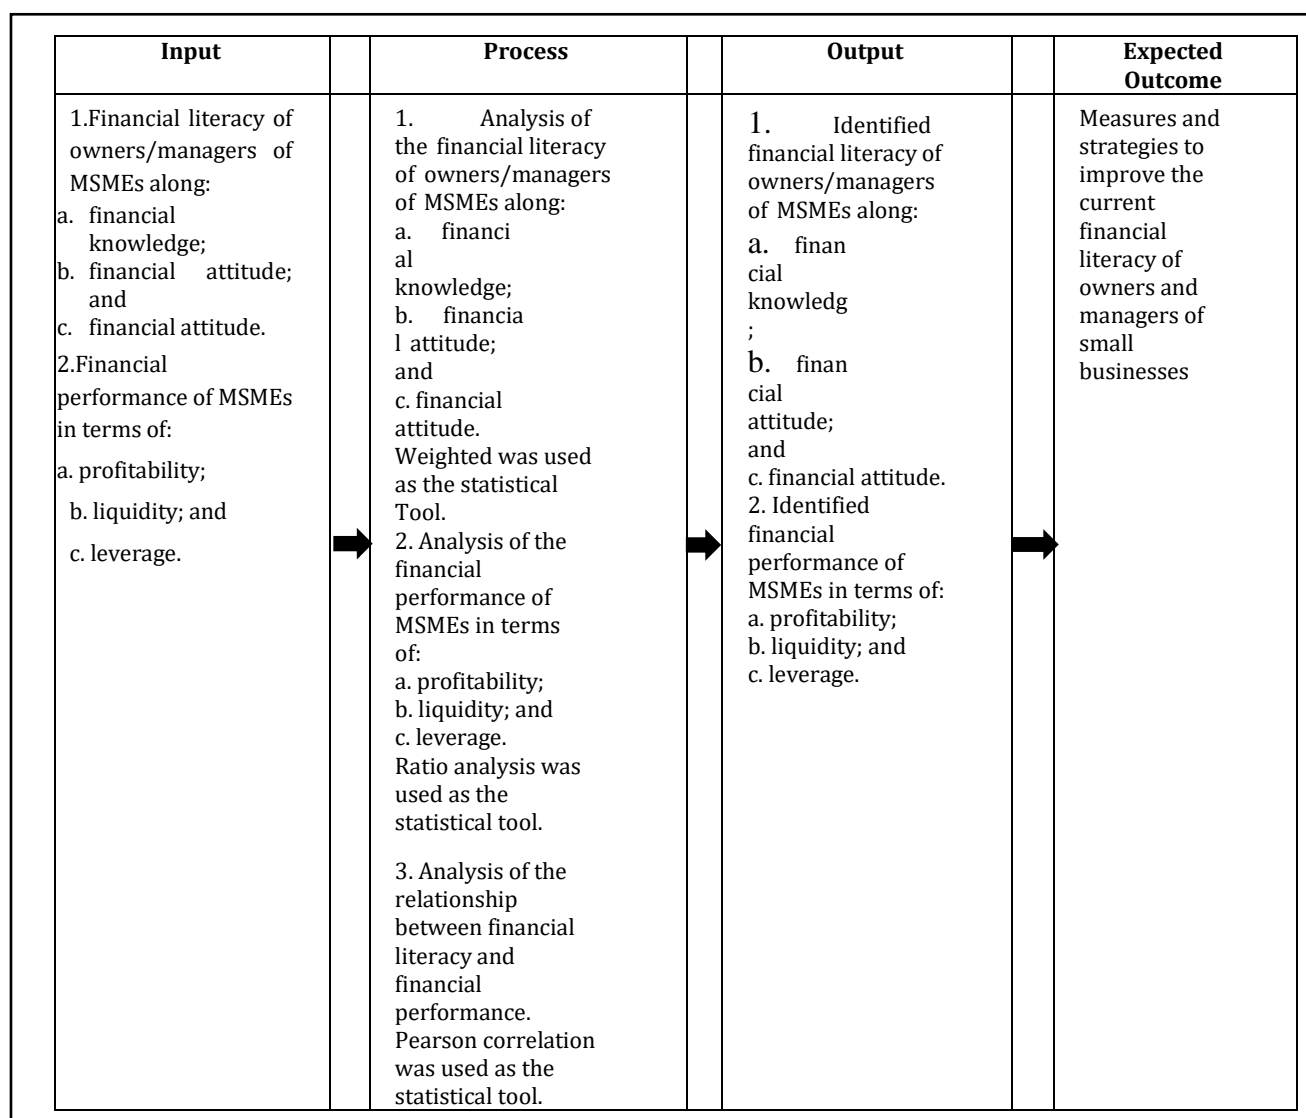 Input
Process
Output
Expected
Outcome
1.Financial literacy of
owners/managers of
MSMEs along:
a. financial
knowledge;
b. financial attitude;
and
c. financial attitude.
2.Financial
performance of MSMEs
in terms of:
a. profitability;
b. liquidity; and
c. leverage.
1. Analysis of
the financial literacy
of owners/managers
of MSMEs along:
a. financi
al
knowledge;
b. financia
l attitude;
and
c. financial
attitude.
Weighted was used
as the statistical
Tool.
2. Analysis of the
financial
performance of
MSMEs in terms
of:
a. profitability;
b. liquidity; and
c. leverage.
Ratio analysis was
used as the
statistical tool.
3. Analysis of the
relationship
between financial
literacy and
financial
performance.
Pearson correlation
was used as the
statistical tool.
1. Identified
financial literacy of
owners/managers
of MSMEs along:
a. finan
cial
knowledg
;
b. finan
cial
attitude;
and
c. financial attitude.
2. Identified
financial
performance of
MSMEs in terms of:
a. profitability;
b. liquidity; and
c. leverage.
Measures and
strategies to
improve the
current
financial
literacy of
owners and
managers of
small
businesses